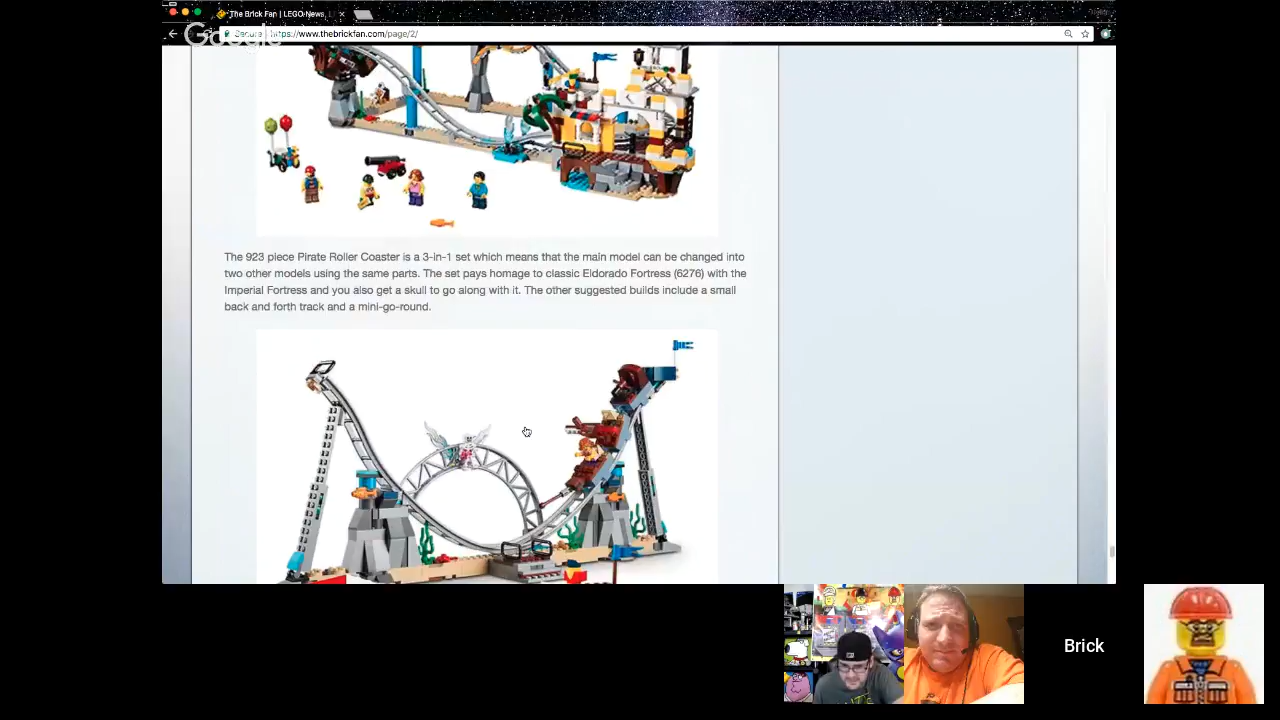 The Brick Fan | LEGO News,
Google
Secure | https://www.thebrickfan.com/page/2/
The 923 piece Pirate Roller Coaster is a 3-in-1 set which means that the main model can be changed into
two other models using the same parts. The set pays homage to classic Eldorado Fortress (6276) with the
Imperial Fortress and you also get a skull to go along with it. The other suggested builds include a small
back and forth track and a mini-go-round.
Brick